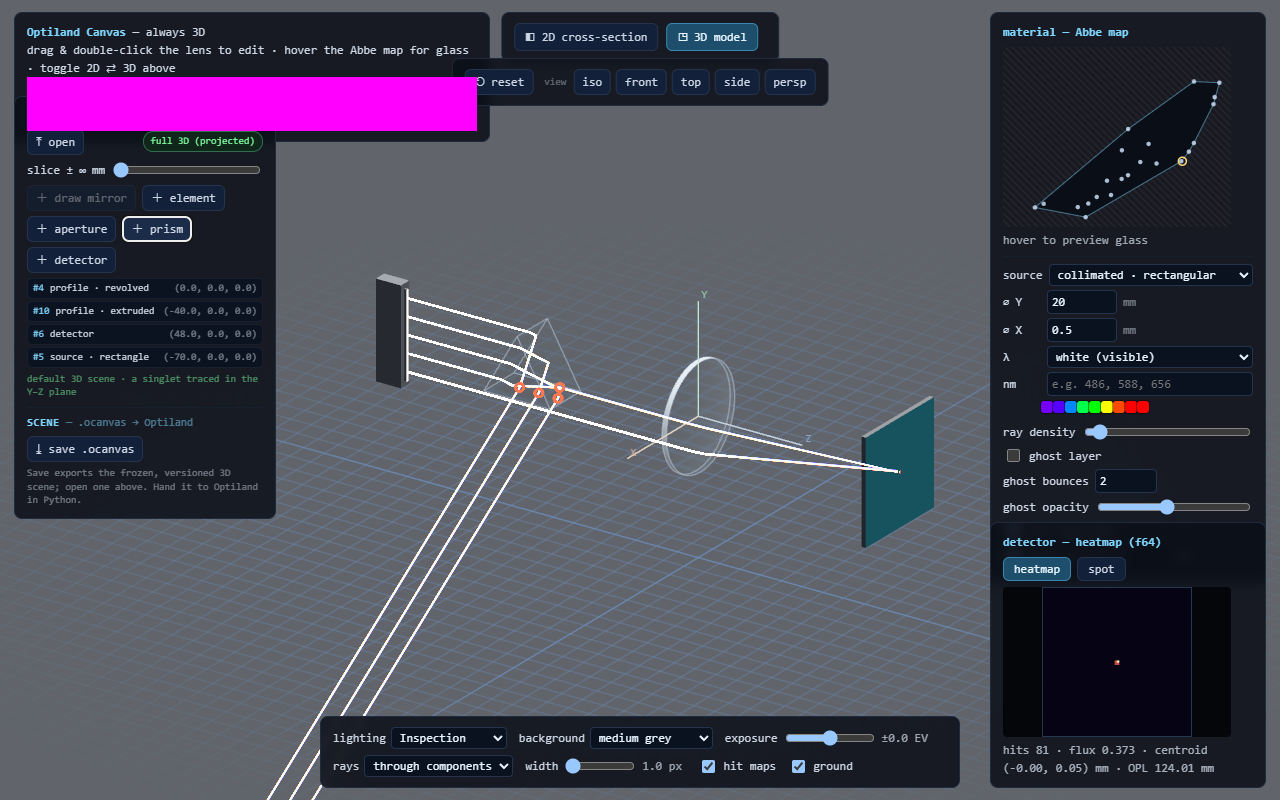 Optiland Canvas — always 3D
drag & double-click the lens to edit · hover the Abbe map for glass
· toggle 2D ⇄ 3D above
2D cross-section
3D model
reset
view
iso
front
top
side
persp
open
full 3D (projected)
slice ± ∞ mm
+ draw mirror
+ element
+ aperture
+ prism
+ detector
#4 profile · revolved (0.0, 0.0, 0.0)
#10 profile · extruded (-40.0, 0.0, 0.0)
#6 detector (48.0, 0.0, 0.0)
#5 source · rectangle (-70.0, 0.0, 0.0)
default 3D scene · a singlet traced in the
Y–Z plane
SCENE — .ocanvas → Optiland
save .ocanvas
Save exports the frozen, versioned 3D
scene; open one above. Hand it to Optiland
in Python.
Y
Z
X
material — Abbe map
hover to preview glass
source collimated · rectangular
⌀ Y 20 mm
⌀ X 0.5 mm
λ white (visible)
nm e.g. 486, 588, 656
ray density
ghost layer
ghost bounces 2
ghost opacity
detector — heatmap (f64)
heatmap
spot
hits 81 · flux 0.373 · centroid
(-0.00, 0.05) mm · OPL 124.01 mm
lighting Inspection background medium grey exposure ±0.0 EV
rays through components width 1.0 px hit maps ground